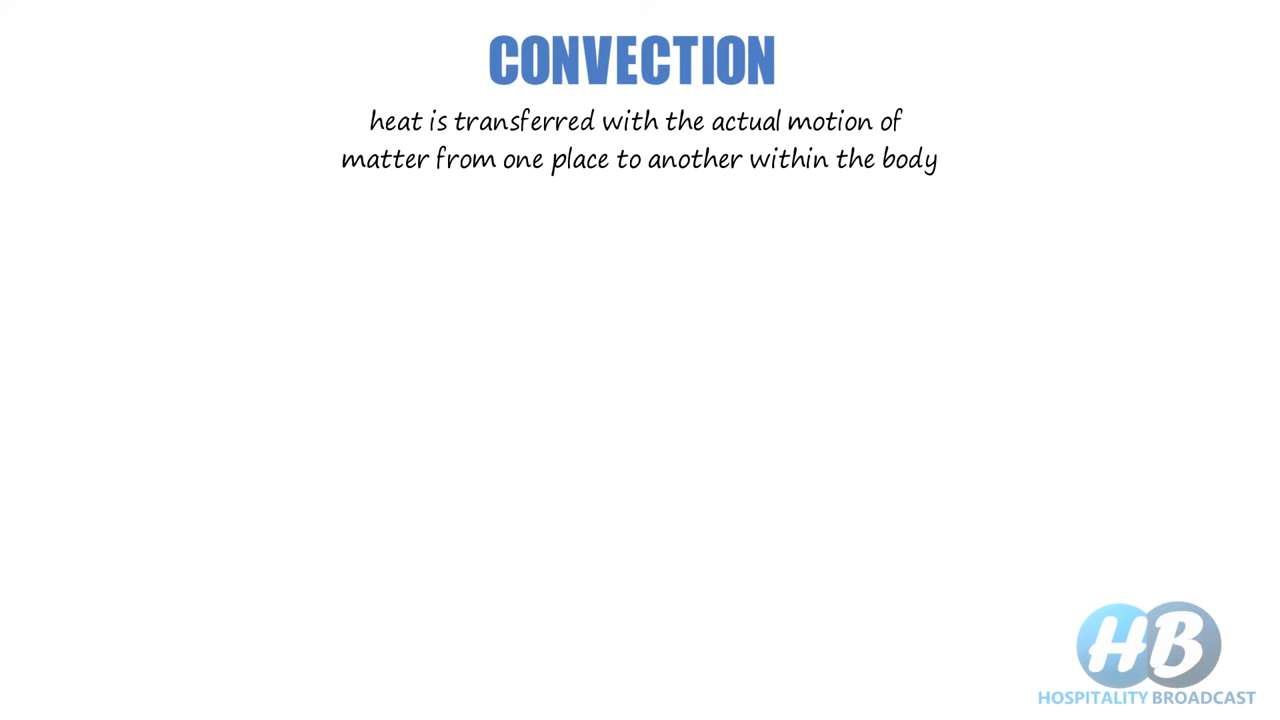 CONVECTION
heat is transferred with the actual motion of
matter from one place to another within the body
HB
HOSPITALITY BROADCAST